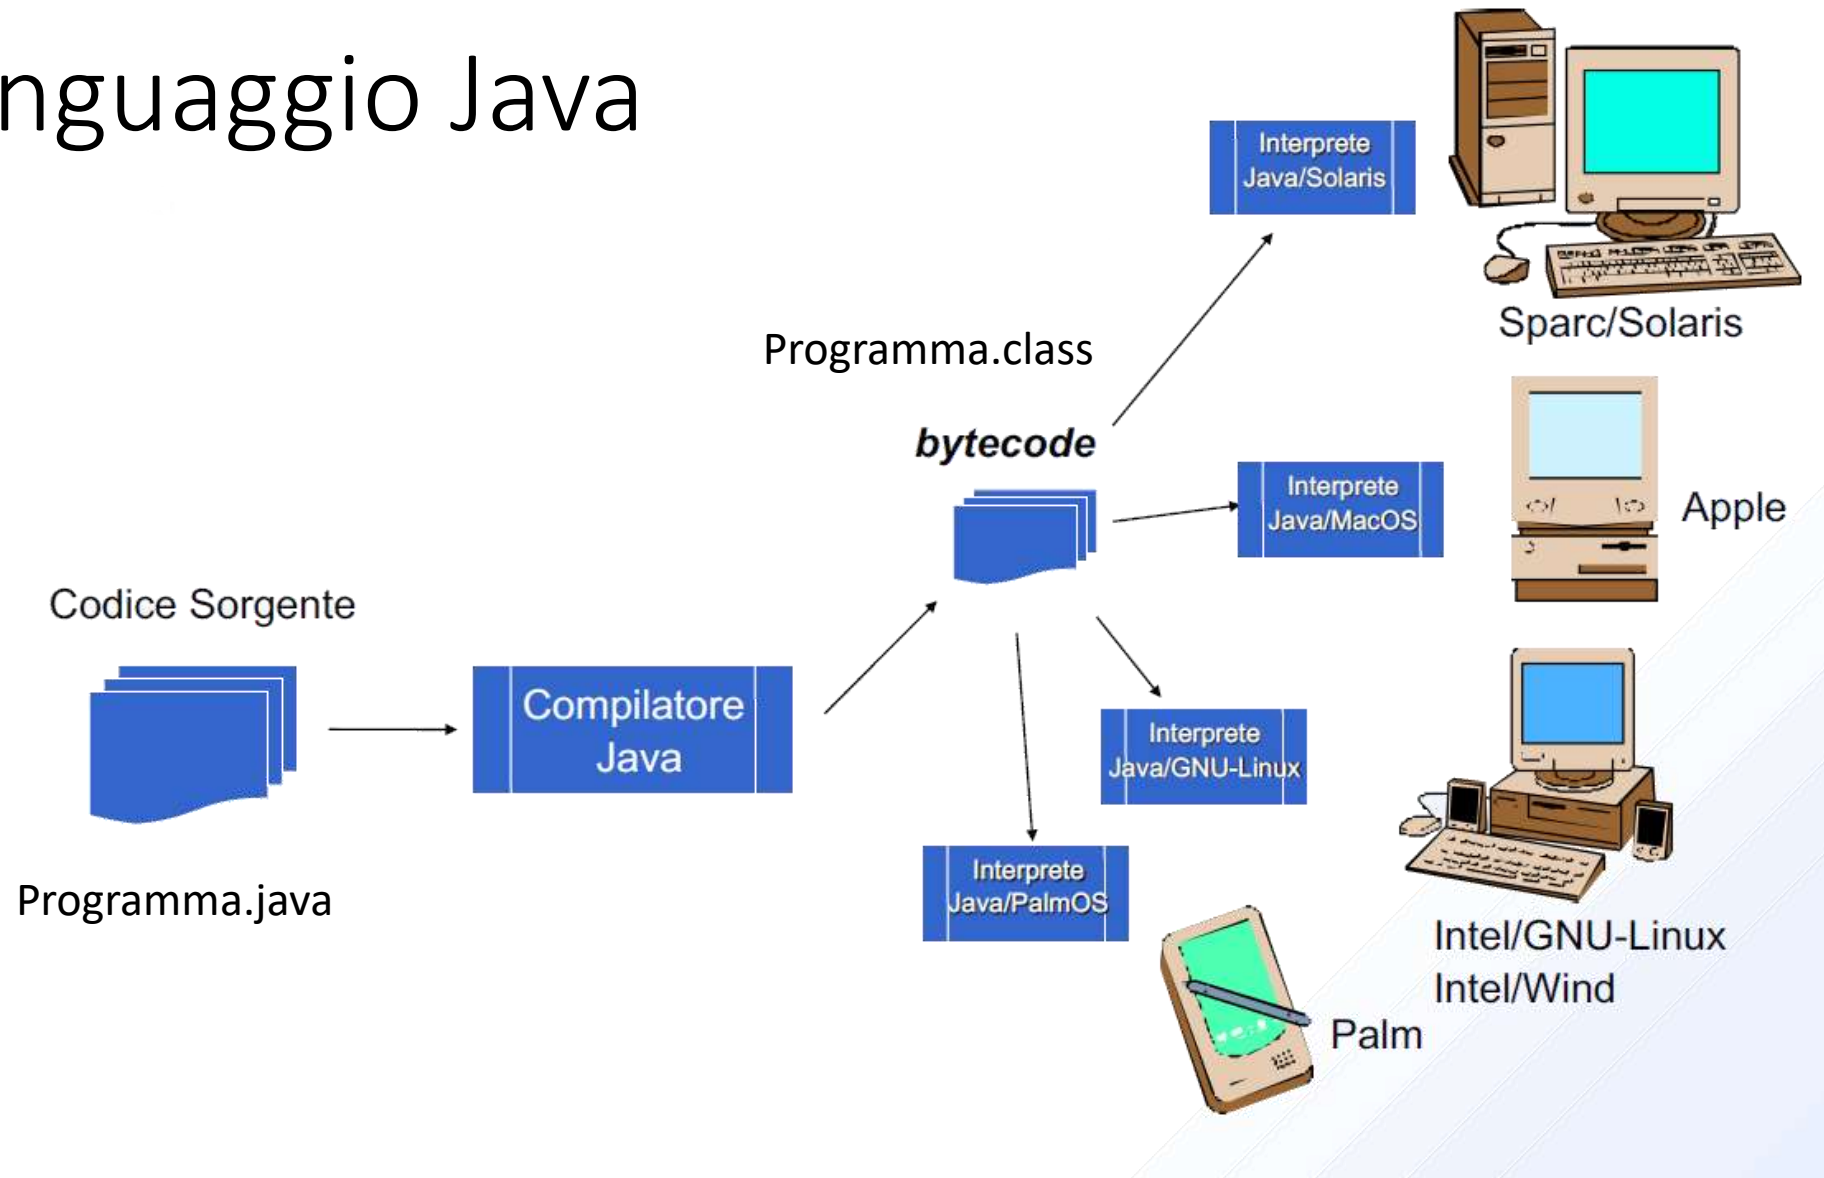 nguaggio Java
Interprete
Java/Solaris
Sparc/Solaris
Programma.class
bytecode
Interprete
Java/MacOS
Apple
Codice Sorgente
Compilatore
Java
Interprete
Java/GNU-Linux
Interprete
Java/PalmOS
Programma.java
Intel/GNU-Linux
Intel/Wind
Palm